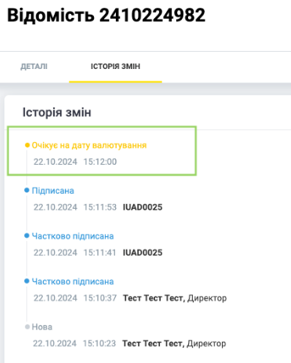 Відомість 2410224982
ДЕТАЛІ
ІСТОРІЯ ЗМІН
Історія змін
Очікує на дату валютування
22.10.2024 15:12:00
Підписана
22.10.2024 15:11:53 IUAD0025
Частково підписана
22.10.2024 15:11:41 IUAD0025
Частково підписана
22.10.2024 15:10:37 Тест Тест Тест, Директор
Нова
22.10.2024 15:10:23 Тест Тест Тест, Директор